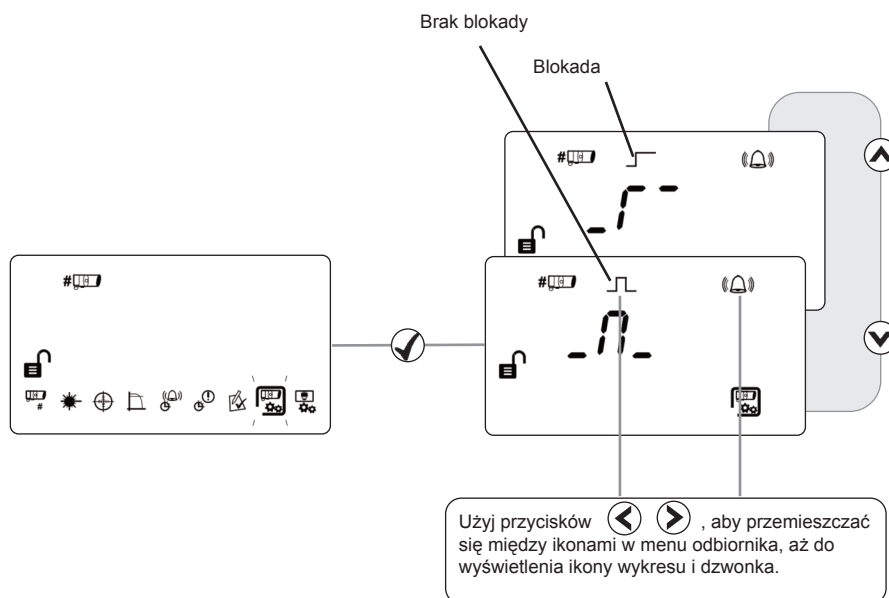 Brak blokady
Blokada
#
#
#
#
Użyj przycisków , aby przemieszczać
się między ikonami w menu odbiornika, aż do
wyświetlenia ikony wykresu i dzwonka.